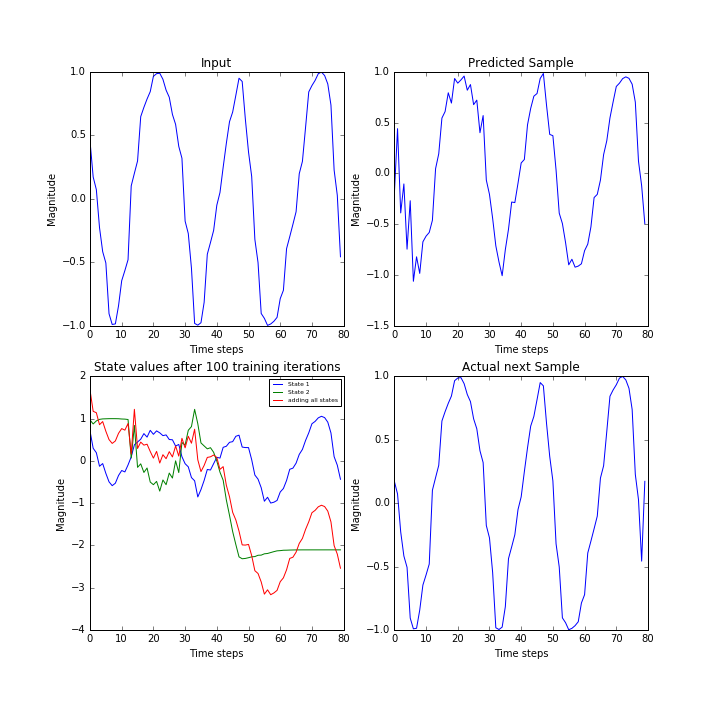 Input
Magnitude
1.0
0.5
0.0
−0.5
−1.0
0 10 20 30 40 50 60 70 80
Time steps
Predicted Sample
Magnitude
1.0
0.5
0.0
−0.5
−1.0
−1.5
0 10 20 30 40 50 60 70 80
Time steps
State values after 100 training iterations
Magnitude
2
1
0
−1
−2
−3
−4
State 1
State 2
adding all states
0 10 20 30 40 50 60 70 80
Time steps
Actual next Sample
Magnitude
1.0
0.5
0.0
−0.5
−1.0
0 10 20 30 40 50 60 70 80
Time steps